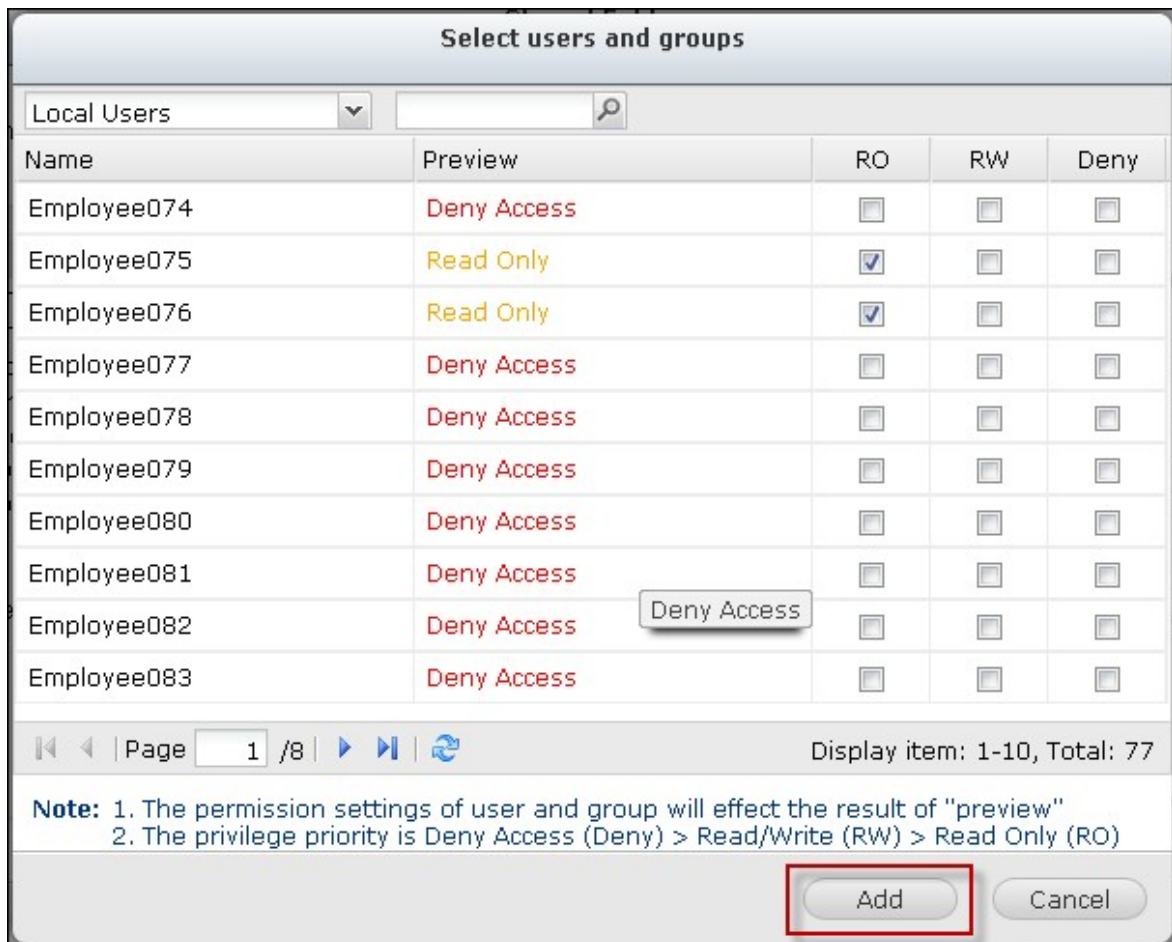 Select users and groups
Local Users
Name Preview RO RW Deny
Employee074 Deny Access
Employee075 Read Only
Employee076 Read Only
Employee077 Deny Access
Employee078 Deny Access
Employee079 Deny Access
Employee080 Deny Access
Employee081 Deny Access
Deny Access
Employee082 Deny Access
Employee083 Deny Access
Page 1 /8 Display item: 1-10, Total: 77
Note: 1. The permission settings of user and group will effect the result of "preview"
2. The privilege priority is Deny Access (Deny) > Read/Write (RW) > Read Only (RO)
Add Cancel